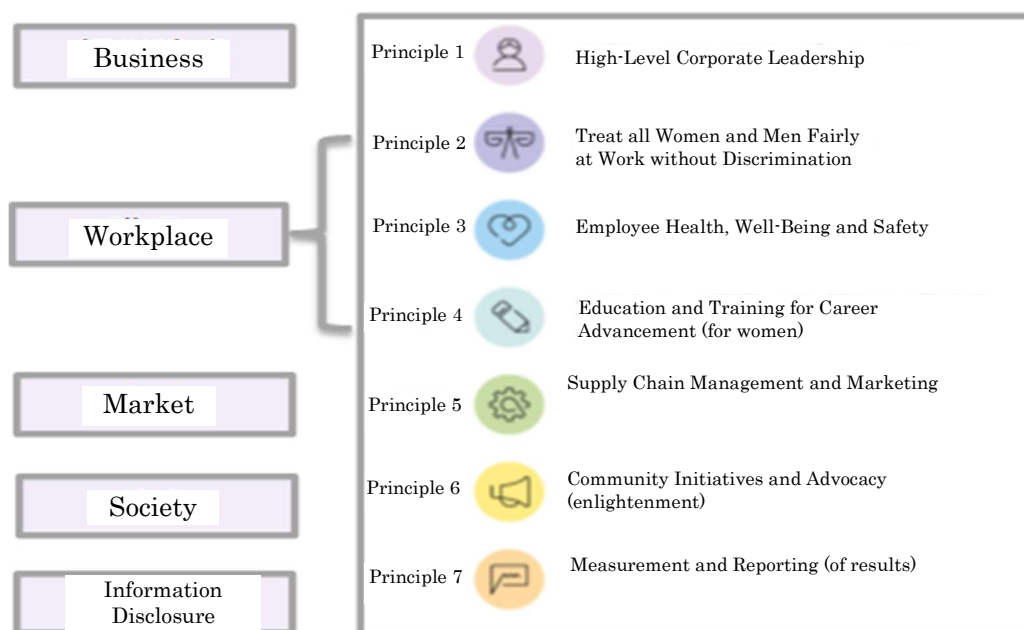 Business
Principle 1
High-Level Corporate Leadership
Principle 2
Treat all Women and Men Fairly
at Work without Discrimination
Workplace
Principle 3
Employee Health, Well-Being and Safety
Principle 4
Education and Training for Career
Advancement (for women)
Market
Principle 5
Supply Chain Management and Marketing
Society
Principle 6
Community Initiatives and Advocacy
(enlightenment)
Information
Disclosure
Principle 7
Measurement and Reporting (of results)